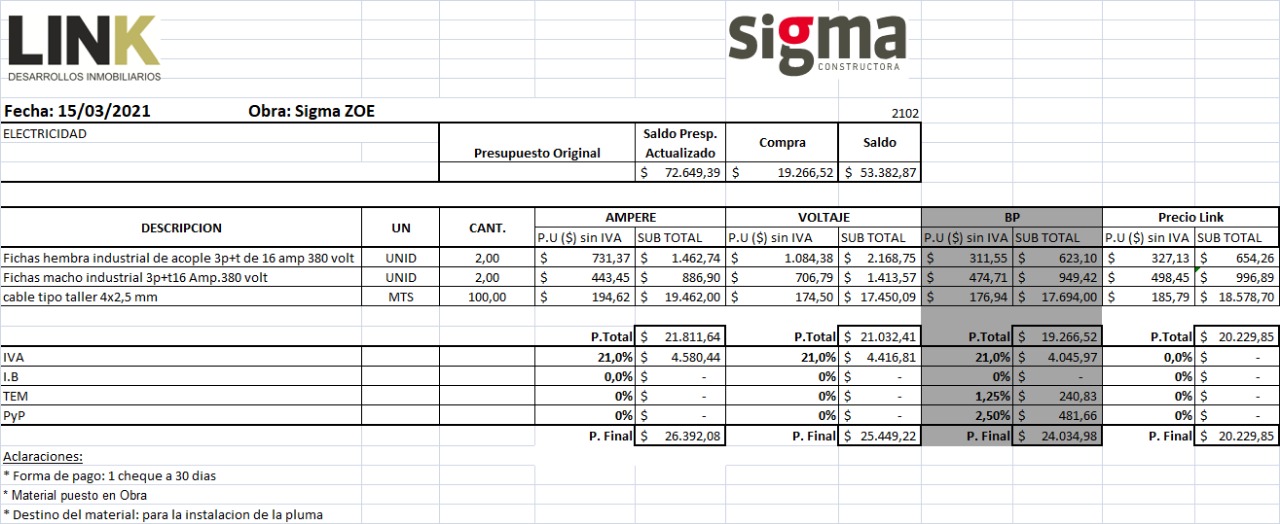 LINK
DESARROLLOS INMOBILIARIOS
sigma
CONSTRUCTORA
Fecha: 15/03/2021 Obra: Sigma ZOE 2102
ELECTRICIDAD
Presupuesto Original Saldo Presp. Actualizado Compra Saldo
$ 72.649,39 $ 19.266,52 $ 53.382,87
DESCRIPCION UN CANT. AMPERE VOLTAJE BP Precio Link
P.U ($) sin IVA SUB TOTAL P.U ($) sin IVA SUB TOTAL P.U ($) sin IVA SUB TOTAL P.U ($) sin IVA SUB TOTAL
Fichas hembra industrial de acople 3p+t de 16 amp 380 volt UNID 2,00 $ 731,37 $ 1.462,74 $ 1.084,38 $ 2.168,75 $ 311,55 $ 623,10 $ 327,13 $ 654,26
Fichas macho industrial 3p+t16 Amp.380 volt UNID 2,00 $ 443,45 $ 886,90 $ 706,79 $ 1.413,57 $ 474,71 $ 949,42 $ 498,45 $ 996,89
cable tipo taller 4x2,5 mm MTS 100,00 $ 194,62 $ 19.462,00 $ 174,50 $ 17.450,09 $ 176,94 $ 17.694,00 $ 185,79 $ 18.578,70
P.Total $ 21.811,64 P.Total $ 21.032,41 P.Total $ 19.266,52 P.Total $ 20.229,85
IVA 21,0% $ 4.580,44 21,0% $ 4.416,81 21,0% $ 4.045,97 0,0% $ -
I.B 0,0% $ - 0% $ - 0% $ - 0% $ -
TEM 0% $ - 0% $ - 1,25% $ 240,83 0% $ -
PyP 0% $ - 0% $ - 2,50% $ 481,66 0% $ -
P. Final $ 26.392,08 P. Final $ 25.449,22 P. Final $ 24.034,98 P. Final $ 20.229,85
Aclaraciones:
* Forma de pago: 1 cheque a 30 dias
* Material puesto en Obra
* Destino del material: para la instalacion de la pluma